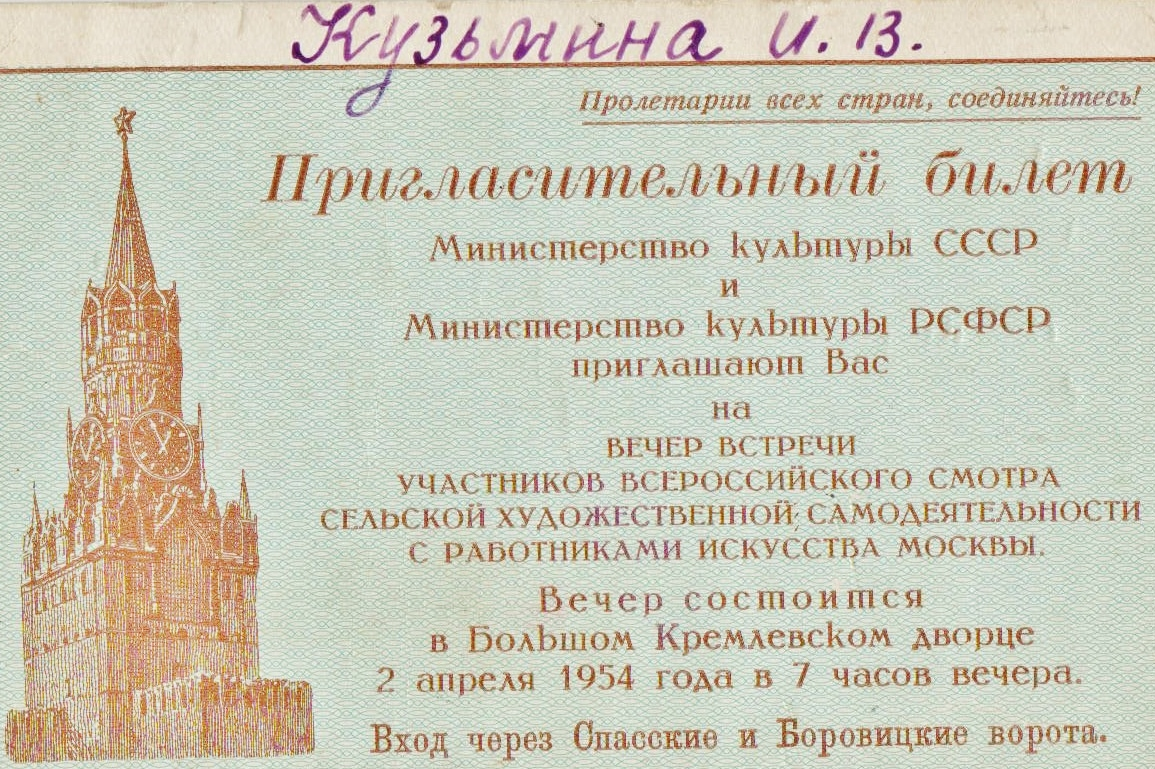 Кузьмина И. В.
Пролетарии всех стран, соединяйтесь!
Пригласительный билет
Министерство культуры СССР
и
Министерство культуры РСФСР
приглашают Вас
на
ВЕЧЕР ВСТРЕЧИ
УЧАСТНИКОВ ВСЕРОССИЙСКОГО СМОТРА
СЕЛЬСКОЙ ХУДОЖЕСТВЕННОЙ САМОДЕЯТЕЛЬНОСТИ
С РАБОТНИКАМИ ИСКУССТВА МОСКВЫ.
Вечер состоится
в Большом Кремлевском дворце
2 апреля 1954 года в 7 часов вечера.
Вход через Спасские и Боровицкие ворота.